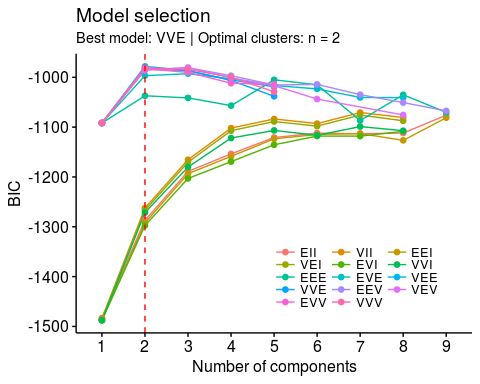 Model selection
Best model: VVE | Optimal clusters: n = 2
BIC
-1000
-1100
-1200
-1300
-1400
-1500
EII VII EEI
VEI EVI VVI
EEE EVE VEE
VVE EEV VEV
EVV VVV
1 2 3 4 5 6 7 8 9
Number of components